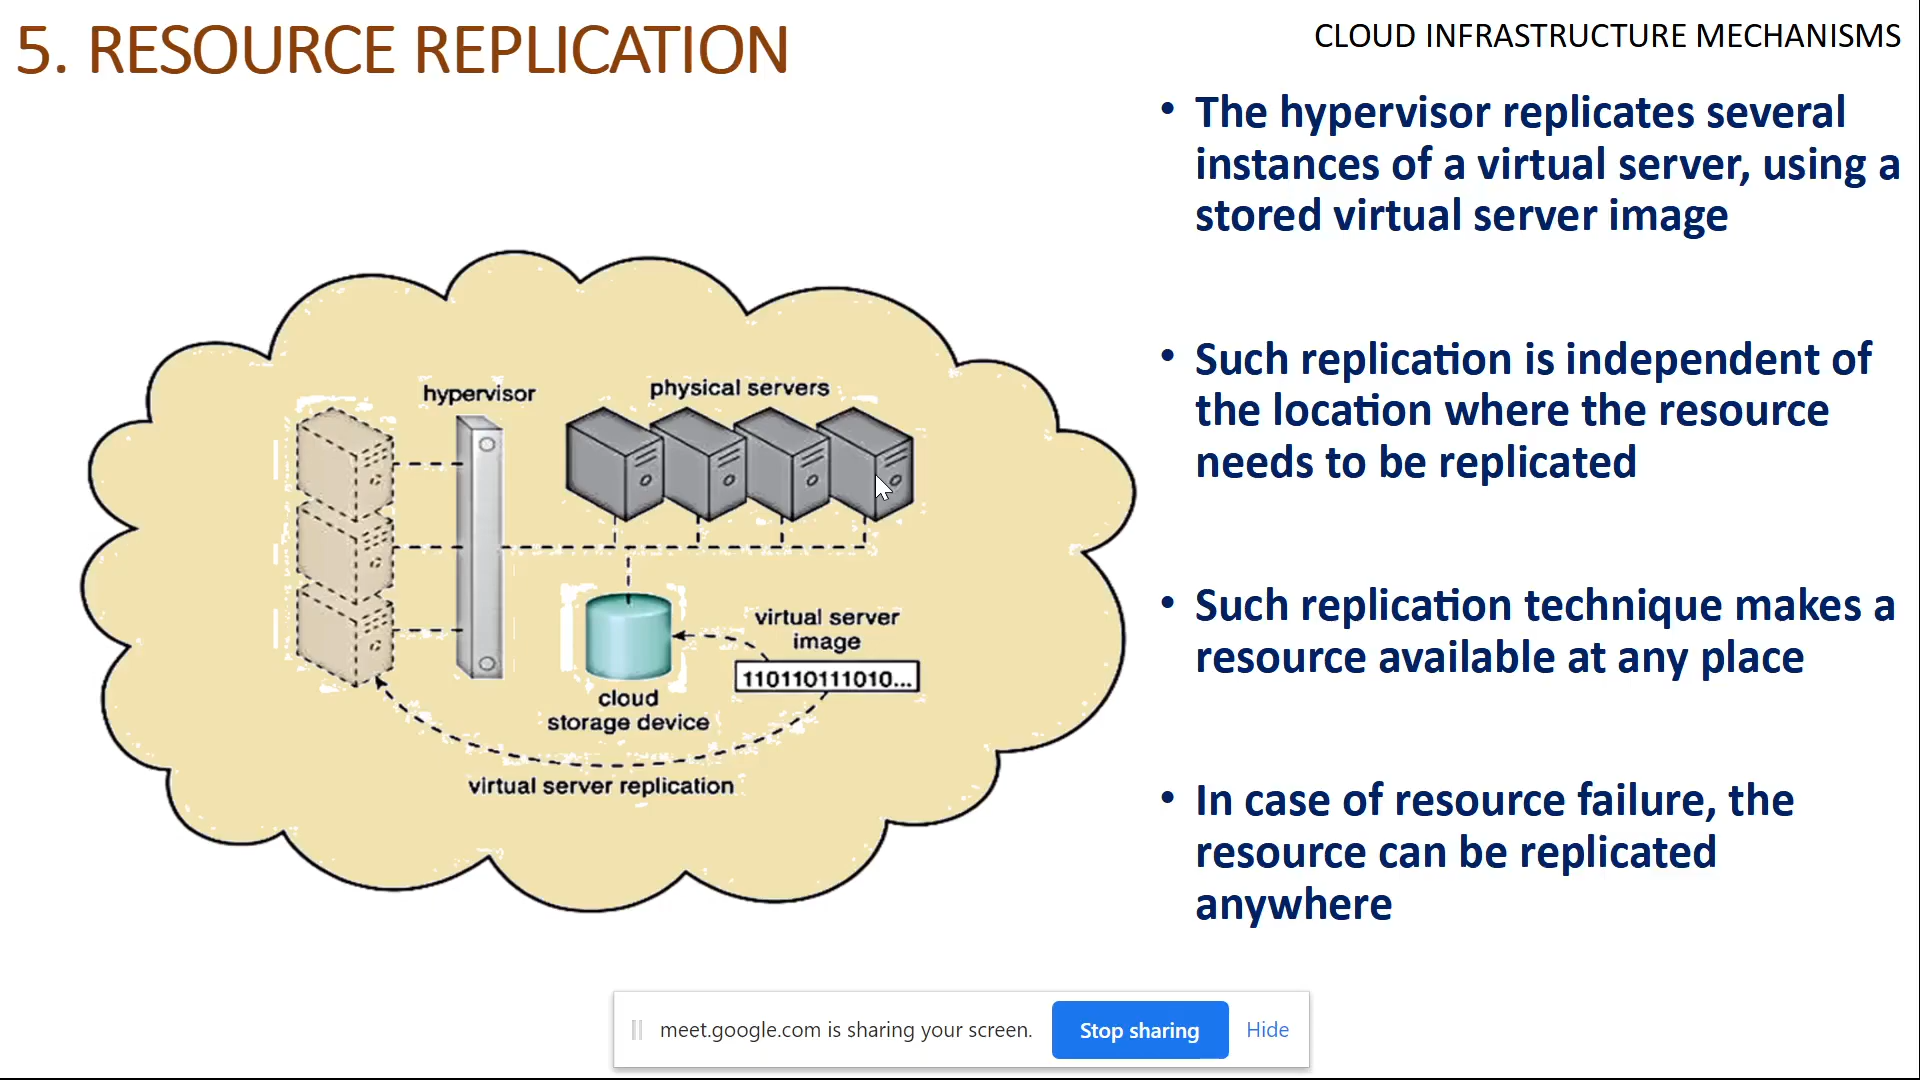 5. RESOURCE REPLICATION
CLOUD INFRASTRUCTURE MECHANISMS
• The hypervisor replicates several
instances of a virtual server, using a
stored virtual server image
• Such replication is independent of
the location where the resource
needs to be replicated
• Such replication technique makes a
resource available at any place
• In case of resource failure, the
resource can be replicated
anywhere
hypervisor
physical servers
virtual server
image
110110111010...
cloud
storage device
virtual server replication
meet.google.com is sharing your screen.
Stop sharing
Hide